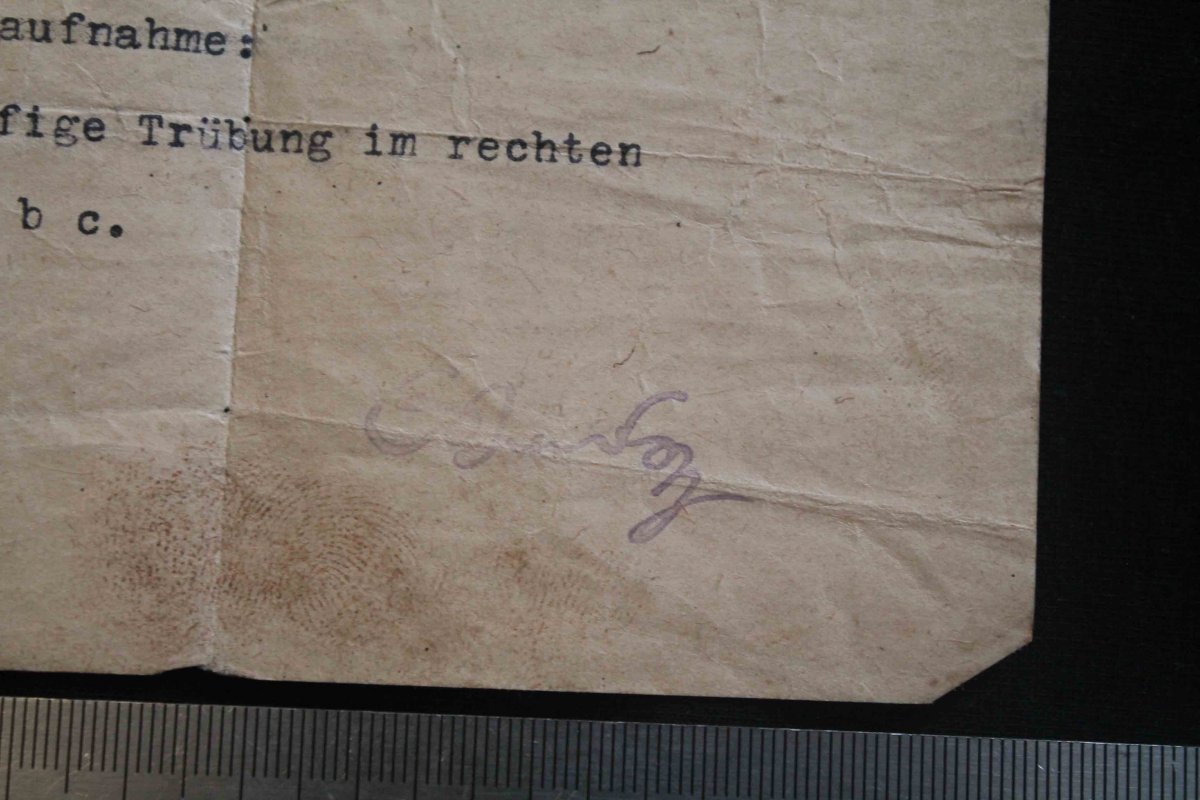 aufnahme:
fige Trübung im rechten
b c.